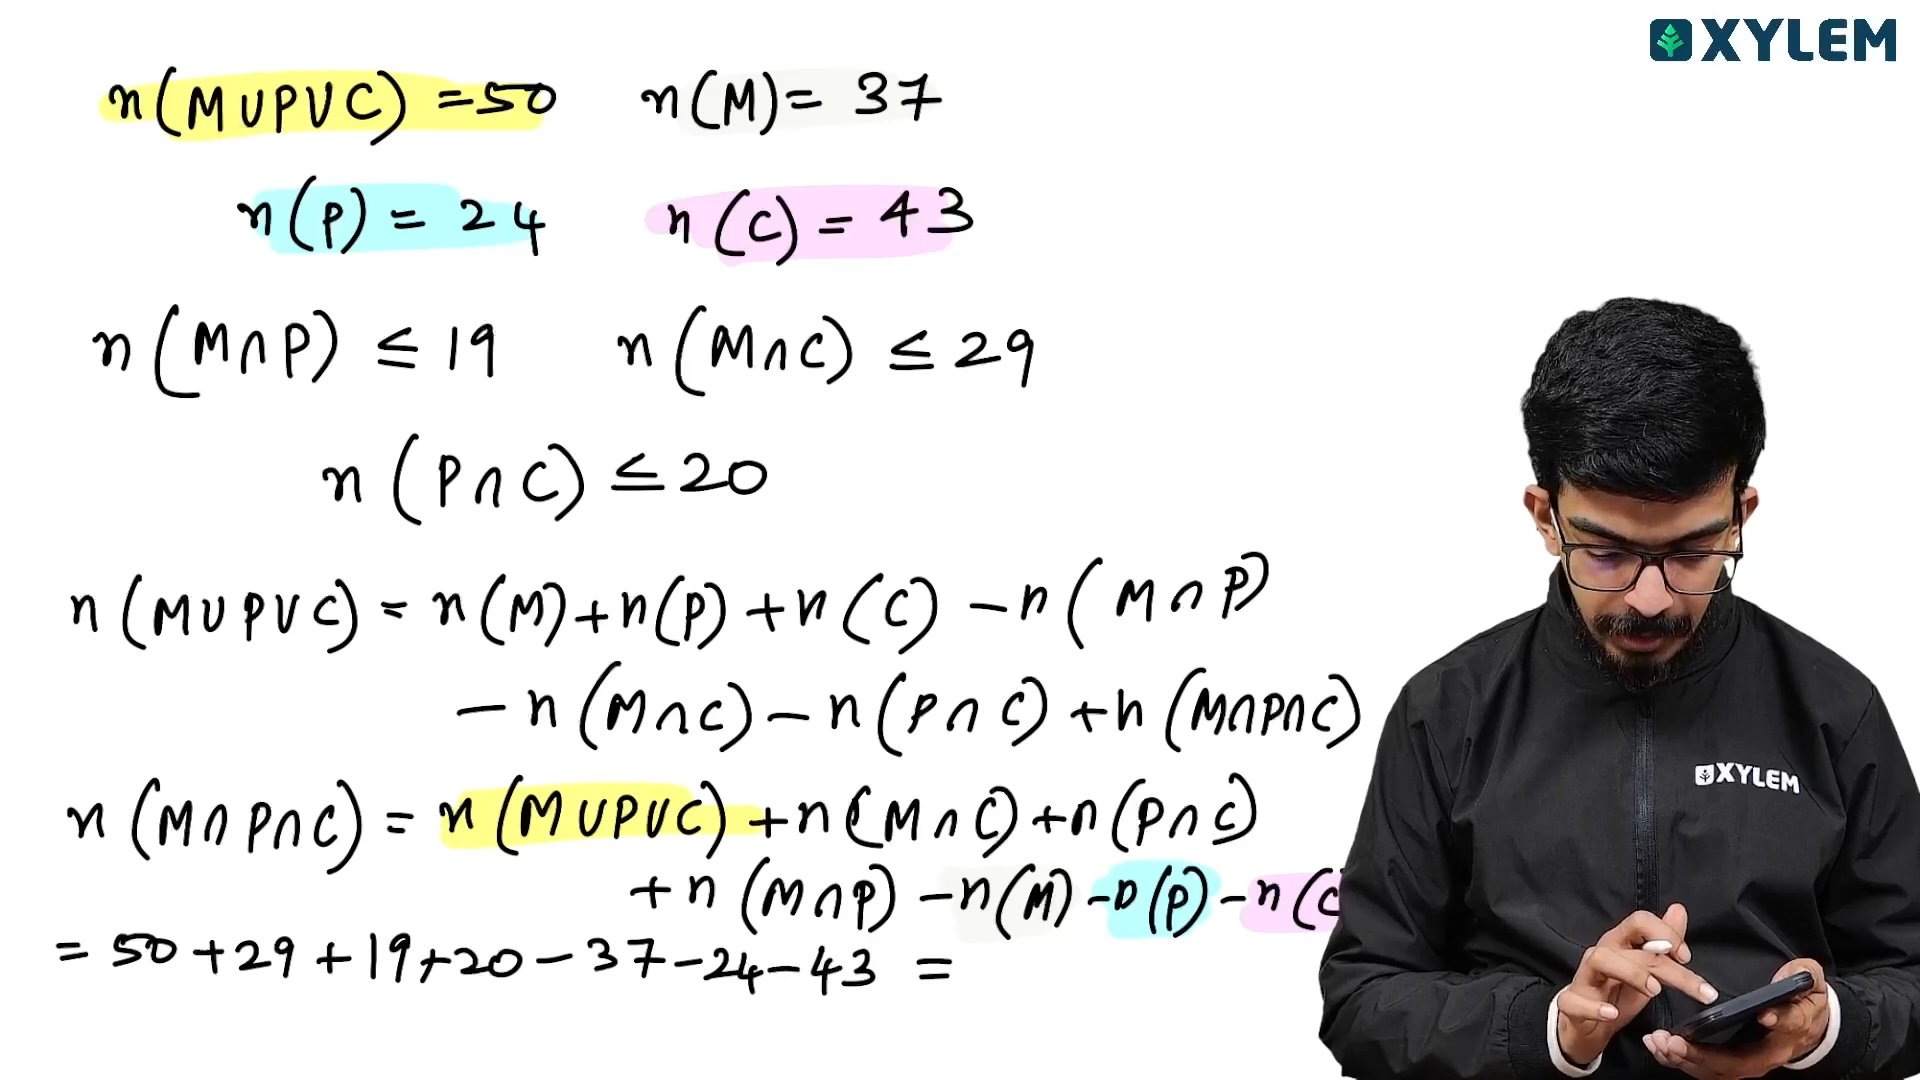 XYLEM
n(M∪P∪C) = 50 n(M) = 37
n(P) = 24 n(C) = 43
n(M∩P) ≤ 19 n(M∩C) ≤ 29
n(P∩C) ≤ 20
n(M∪P∪C) = n(M) + n(P) + n(C) - n(M∩P)
- n(M∩C) - n(P∩C) + n(M∩P∩C)
n(M∩P∩C) = n(M∪P∪C) + n(M∩C) + n(P∩C)
+ n(M∩P) - n(M) - n(P) - n(C
= 50 + 29 + 19 + 20 - 37 - 24 - 43 =
XYLEM